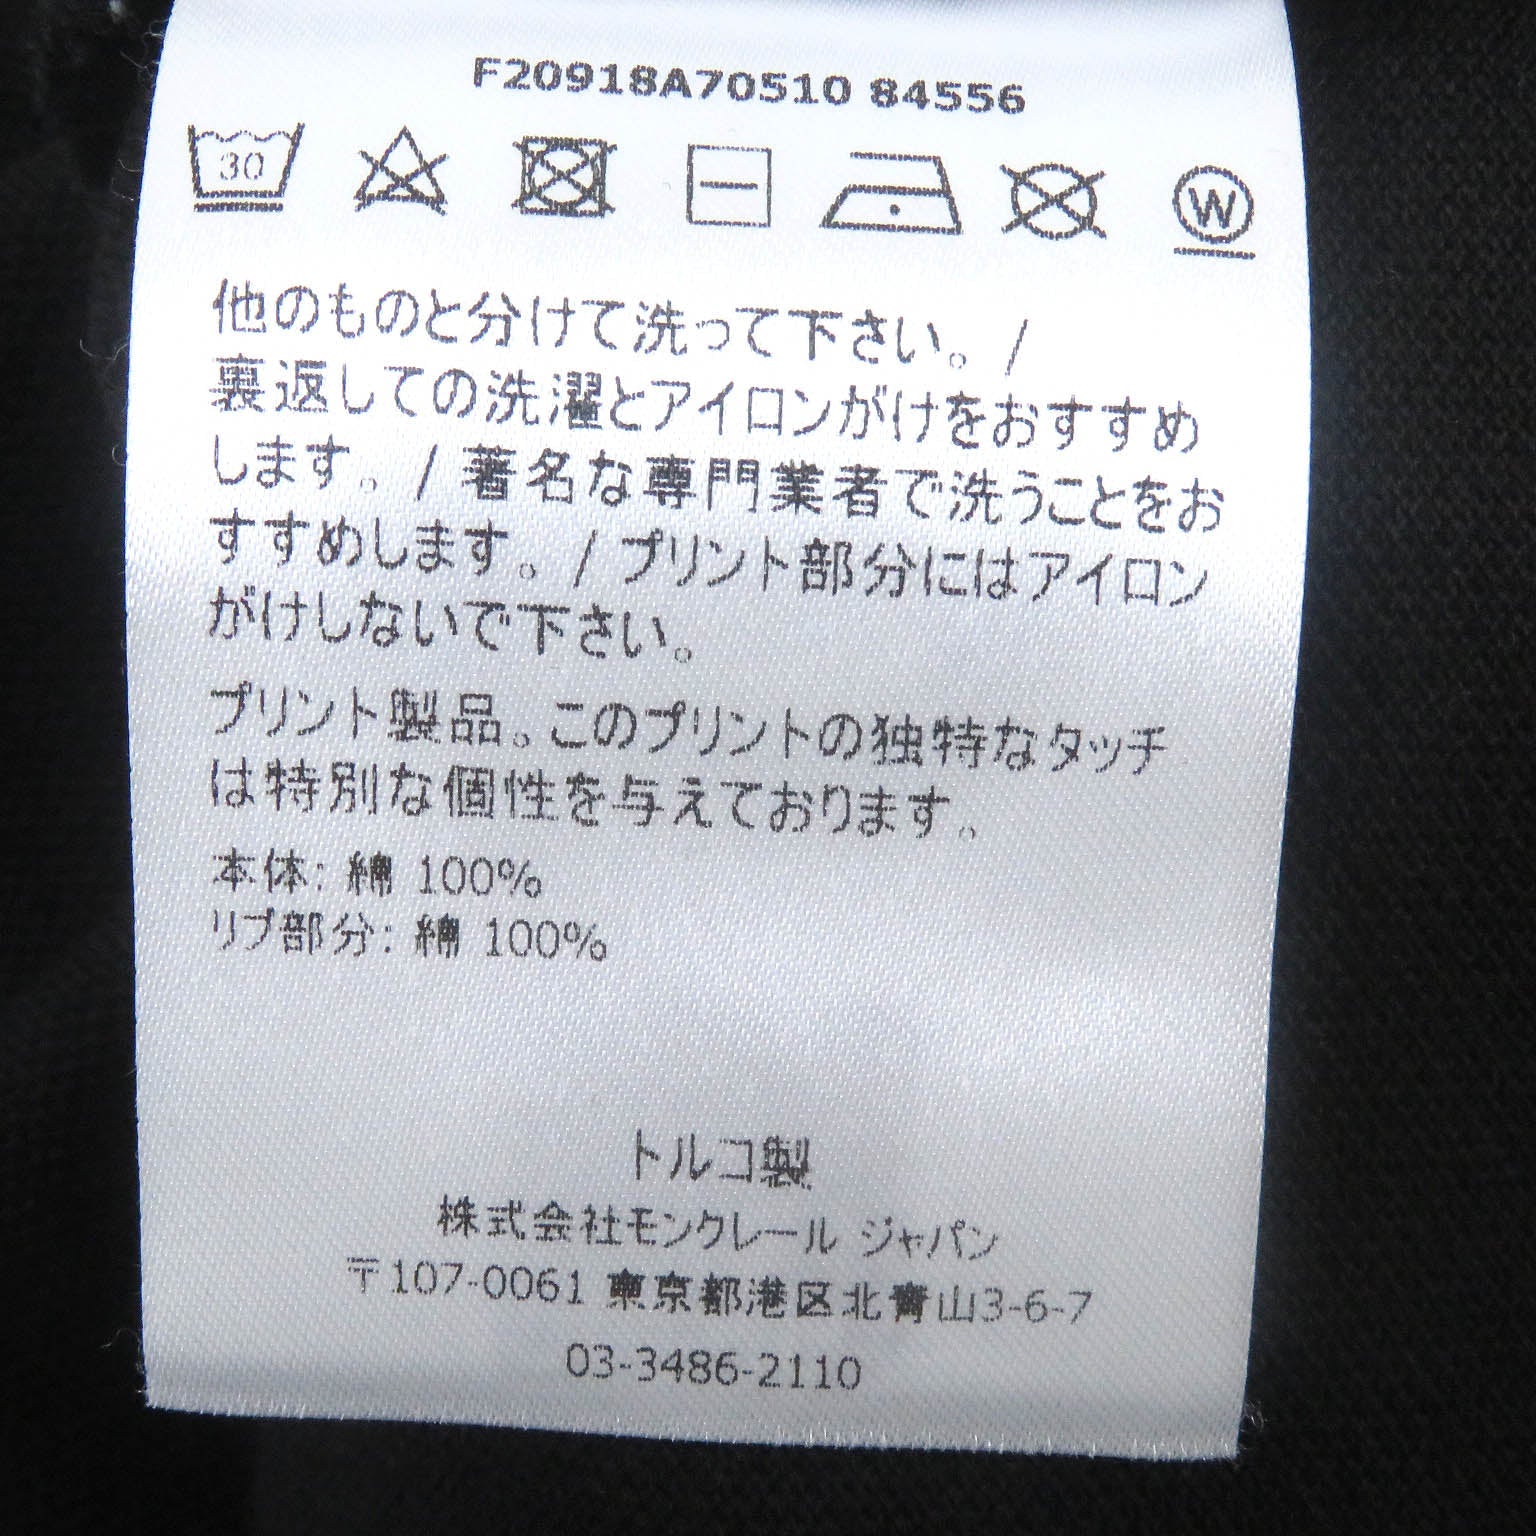 F20918A70510 84556
30
W
他のものと分けて洗って下さい。/
裏返しての洗濯とアイロンがけをおすすめ
します。/ 著名な専門業者で洗うことをお
すすめします。/ プリント部分にはアイロン
がけしないで下さい。
プリント製品。このプリントの独特なタッチ
は特別な個性を与えております。
本体: 綿 100%
リブ部分: 綿 100%
トルコ製
株式会社モンクレール ジャパン
〒107-0061 東京都港区北青山3-6-7
03-3486-2110